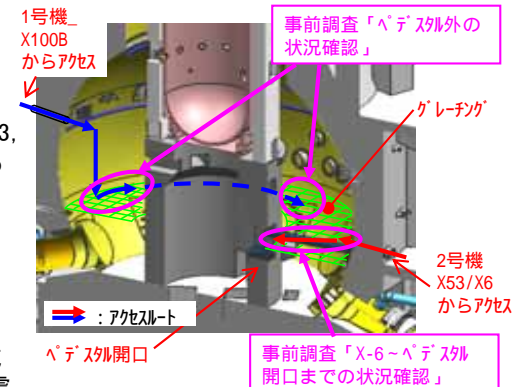 1号機_
X100B
からアクセス
事前調査「ペデスタル外の
状況確認」
グレーチング
3,
2号機
X53/X6
からアクセス
：アクセスルート
ペデスタル開口
事前調査「X-6～ペデスタル
開口までの状況確認」